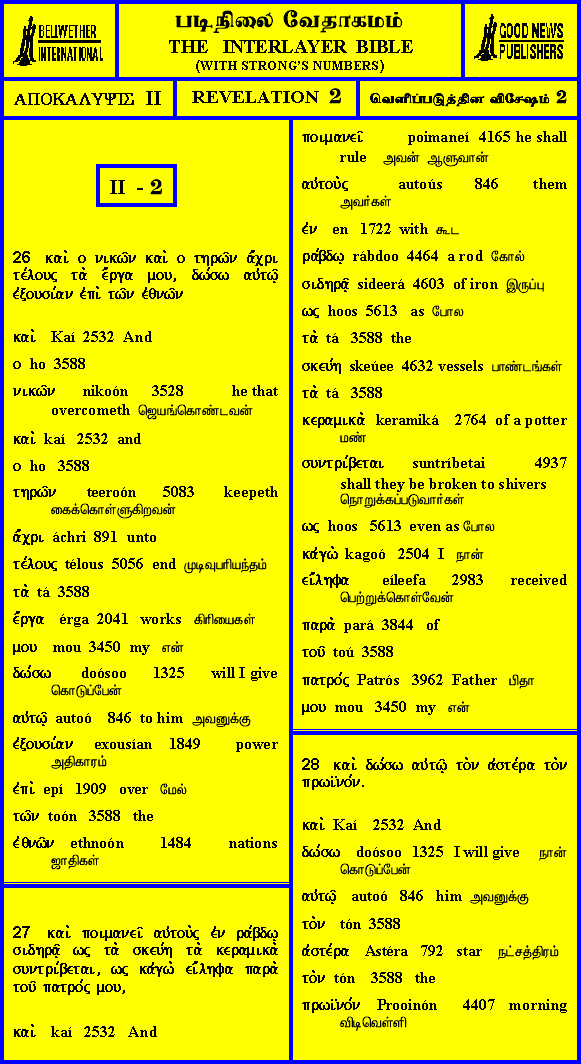 BELLWETHER
INTERNATIONAL
படிநிலை வேதாகமம்
THE INTERLAYER BIBLE
(WITH STRONG'S NUMBERS)
GOOD NEWS
PUBLISHERS
ΑΠΟΚΑΛΥΨΙΣ II
REVELATION 2
வெளிப்படுத்தின விசேஷம் 2
II - 2
26 καὶ ο νικῶν καὶ ο τηρῶν ἄχρι
τέλους τὰ ἔργα μου, δώσω αὐτῷ
ἐξουσίαν ἐπὶ τῶν ἐθνῶν
καὶ Kaí 2532 And
ο ho 3588
νικῶν nikoón 3528 he that
overcometh ஜெயங்கொண்டவன்
καὶ kaí 2532 and
ο ho 3588
τηρῶν teeroón 5083 keepeth
கைக்கொள்ளுகிறவன்
ἄχρι áchri 891 unto
τέλους télous 5056 end முடிவுபரியந்தம்
τὰ tá 3588
ἔργα érga 2041 works கிரியைகள்
μου mou 3450 my என்
δώσω doósoo 1325 will I give
கொடுப்பேன்
αὐτῷ autoó 846 to him அவனுக்கு
ἐξουσίαν exousían 1849 power
அதிகாரம்
ἐπὶ epí 1909 over மேல்
τῶν toón 3588 the
ἐθνῶν ethnoón 1484 nations
ஜாதிகள்
27 καὶ ποιμανεῖ αὐτοὺς ἐν ράβδῳ
σιδηρᾷ ως τὰ σκεύη τὰ κεραμικὰ
συντρίβεται, ως κἀγὼ εἴληφα παρὰ
τοῦ πατρός μου,
καὶ kaí 2532 And
ποιμανεῖ poimaneí 4165 he shall
rule அவன் ஆளுவான்
αὐτοὺς autoús 846 them
அவர்கள்
ἐν en 1722 with கூட
ράβδῳ rábdoo 4464 a rod கோல்
σιδηρᾷ sideerá 4603 of iron இருப்பு
ως hoos 5613 as போல
τὰ tá 3588 the
σκεύη skeúee 4632 vessels பாண்டங்கள்
τὰ tá 3588
κεραμικὰ keramiká 2764 of a potter
மண்
συντρίβεται suntríbetai 4937
shall they be broken to shivers
நொறுக்கப்படுவார்கள்
ως hoos 5613 even as போல
κἀγὼ kagoó 2504 I நான்
εἴληφα eíleefa 2983 received
பெற்றுக்கொள்வேன்
παρὰ pará 3844 of
τοῦ toú 3588
πατρός Patrós 3962 Father பிதா
μου mou 3450 my என்
28 καὶ δώσω αὐτῷ τὸν ἀστέρα τὸν
πρωϊνόν.
καὶ Kaí 2532 And
δώσω doósoo 1325 I will give நான்
கொடுப்பேன்
αὐτῷ autoó 846 him அவனுக்கு
τὸν tón 3588
ἀστέρα Astéra 792 star நட்சத்திரம்
τὸν tón 3588 the
πρωϊνόν Prooinón 4407 morning
விடிவெள்ளி